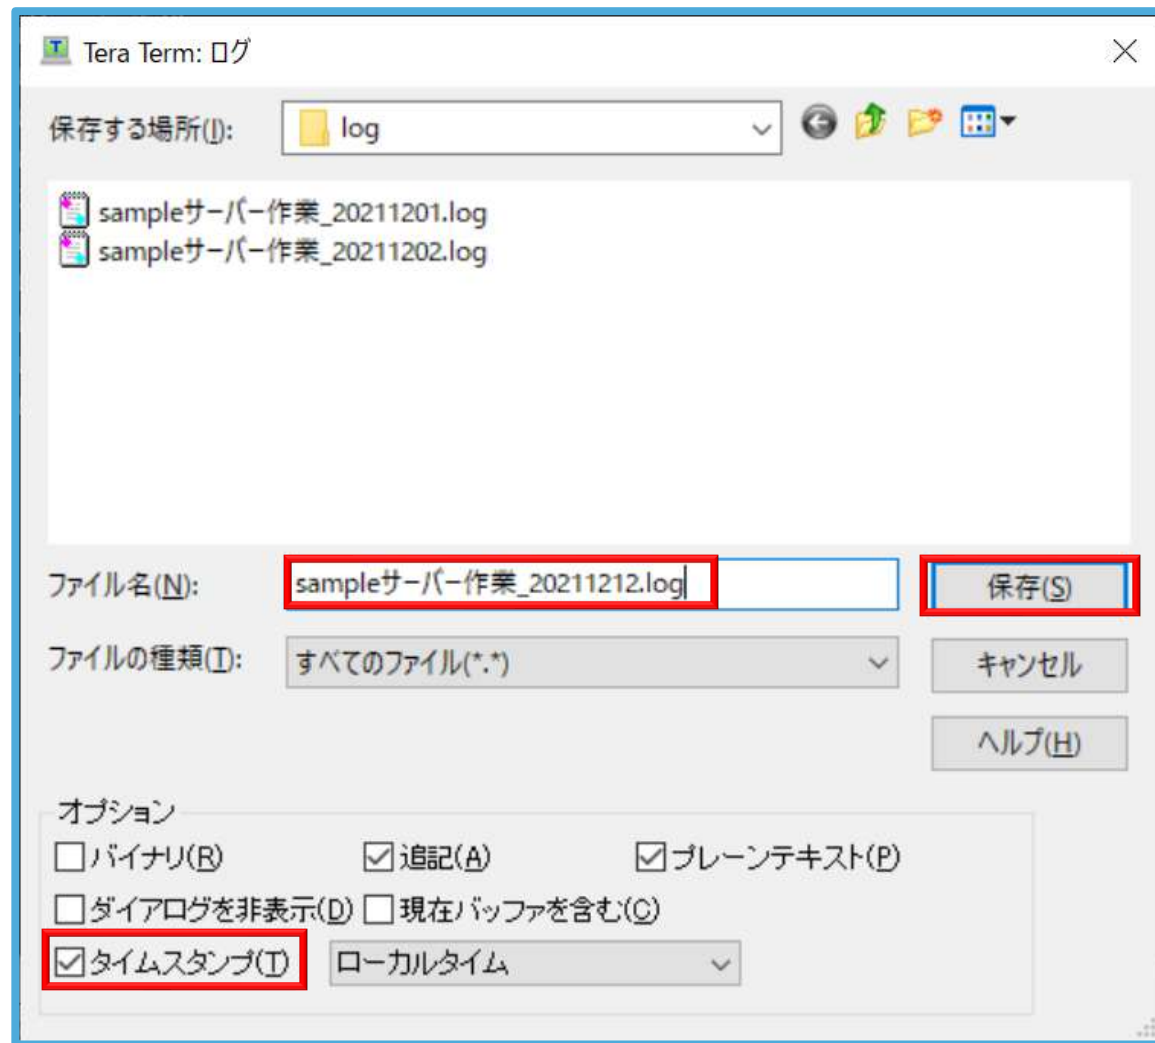 Tera Term: ログ
保存する場所(I): log
sampleサーバー作業_20211201.log
sampleサーバー作業_20211202.log
ファイル名(N): sampleサーバー作業_20211212.log 保存(S)
ファイルの種類(T): すべてのファイル(*.*) キャンセル
ヘルプ(H)
オプション
バイナリ(R) 追記(A) プレーンテキスト(P)
ダイアログを非表示(D) 現在バッファを含む(C)
タイムスタンプ(T) ローカルタイム